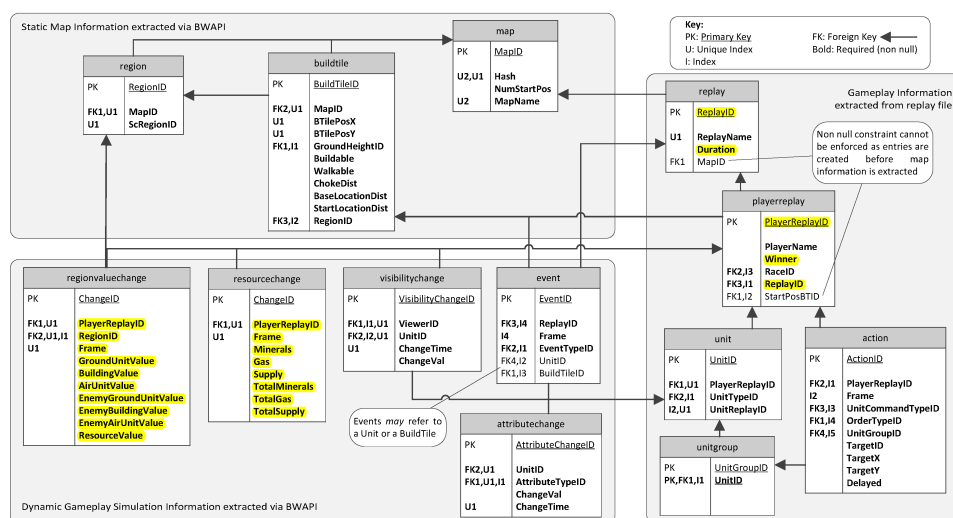 Static Map Information extracted via BWAPI
map
PK MapID
U2,U1 Hash
NumStartPos
U2 MapName
Key:
PK: Primary Key FK: Foreign Key
U: Unique Index Bold: Required (non null)
I: Index
region
PK RegionID
FK1,U1 MapID
U1 ScRegionID
buildtile
PK BuildTileID
FK2,U1 MapID
U1 BTilePosX
U1 BTilePosY
FK1,I1 GroundHeightID
Buildable
Walkable
ChokeDist
BaseLocationDist
StartLocationDist
FK3,I2 RegionID
Gameplay Information
extracted from replay file
replay
PK ReplayID
U1 ReplayName
Duration
FK1 MapID
Non null constraint cannot
be enforced as entries are
created before map
information is extracted
playerreplay
PK PlayerReplayID
PlayerName
Winner
FK2,I3 RaceID
FK3,I1 ReplayID
FK1,I2 StartPosBTID
regionvaluechange
PK ChangeID
FK1,U1 PlayerReplayID
FK2,U1,I1 RegionID
U1 Frame
GroundUnitValue
BuildingValue
AirUnitValue
EnemyGroundUnitValue
EnemyBuildingValue
EnemyAirUnitValue
ResourceValue
resourcechange
PK ChangeID
FK1,U1 PlayerReplayID
U1 Frame
Minerals
Gas
Supply
TotalMinerals
TotalGas
TotalSupply
visibilitychange
PK VisibilityChangeID
FK1,I1,U1 ViewerID
FK2,I2,U1 UnitID
U1 ChangeTime
ChangeVal
event
PK EventID
FK3,I4 ReplayID
I4 Frame
FK2,I1 EventTypeID
FK4,I2 UnitID
FK1,I3 BuildTileID
Events may refer to
a Unit or a BuildTile
attributechange
PK AttributeChangeID
FK2,U1 UnitID
FK1,U1,I1 AttributeTypeID
ChangeVal
U1 ChangeTime
unit
PK UnitID
FK1,U1 PlayerReplayID
FK2,I1 UnitTypeID
I2,U1 UnitReplayID
unitgroup
PK UnitGroupID
PK,FK1,I1 UnitID
action
PK ActionID
FK2,I1 PlayerReplayID
I2 Frame
FK3,I3 UnitCommandTypeID
FK1,I4 OrderTypeID
FK4,I5 UnitGroupID
TargetID
TargetX
TargetY
Delayed
Dynamic Gameplay Simulation Information extracted via BWAPI